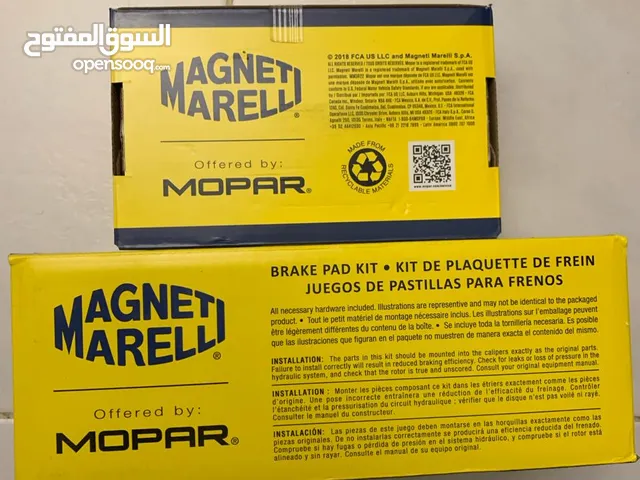 السوق المفتوح
opensooq.com
MAGNETI
MARELLI®
Offered by:
MOPAR®
© 2018 FCA US LLC and Magneti Marelli S.p.A.
MADE FROM
RECYCLABLE MATERIALS
BRAKE PAD KIT • KIT DE PLAQUETTE DE FREIN
JUEGOS DE PASTILLAS PARA FRENOS
All necessary hardware included. Illustrations are representive and may not be identical to the packaged
product. • Tout le petit matériel de montage nécessaire inclus. Les illustrations sur l'emballage peuvent
être légèrement différentes du contenu de la boîte. • Se incluye toda la tornillería necesaria. Es posible
que las ilustraciones que figuran en el paquete no muestren de manera exacta el contenido del mismo.
MAGNETI
MARELLI®
Offered by:
MOPAR®
INSTALLATION: The parts in this kit should be mounted into the calipers exactly as the original parts.
Failure to install correctly will result in reduced braking efficiency. Check for leaks or loss of pressure in the
hydraulic system, and check that the rotor is true and unscored. Consult your original equipment manual.
INSTALLATION : Monter les pièces composant ce kit dans les étriers exactement comme les pièces
d'origine. Une pose incorrecte entraînera une réduction de l'efficacité du freinage. Contrôler
l'étanchéité et la pressurisation du circuit hydraulique ; vérifier que le disque n'est pas voilé ni rayé.
Consulter le manuel du constructeur.
INSTALACIÓN: Las piezas de este juego deben montarse en las horquillas exactamente como las
piezas originales. De no instalarlas correctamente se producirá una eficiencia reducida del frenado.
Compruebe si hay fugas o pérdida de presión en el sistema hidráulico, y compruebe si el rotor está
alineado y sin rayar. Consulte el manual de su equipo original.